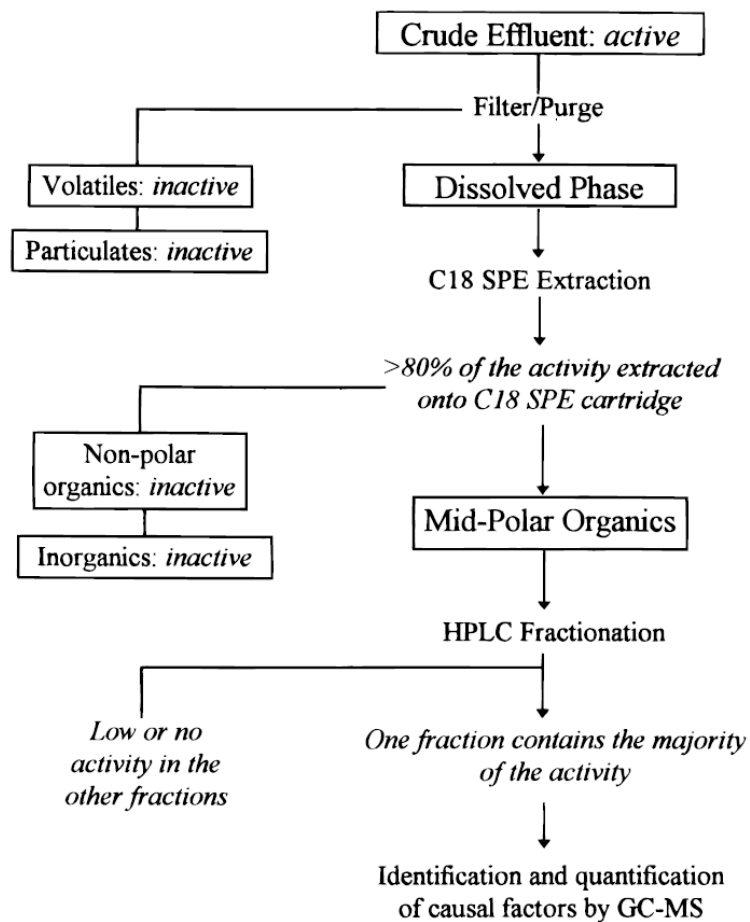 Crude Effluent: active
Filter/Purge
Volatiles: inactive
Dissolved Phase
Particulates: inactive
C18 SPE Extraction
>80% of the activity extracted
onto C18 SPE cartridge
Non-polar
organics: inactive
Mid-Polar Organics
Inorganics: inactive
HPLC Fractionation
Low or no
activity in the
other fractions
One fraction contains the majority
of the activity
Identification and quantification
of causal factors by GC-MS